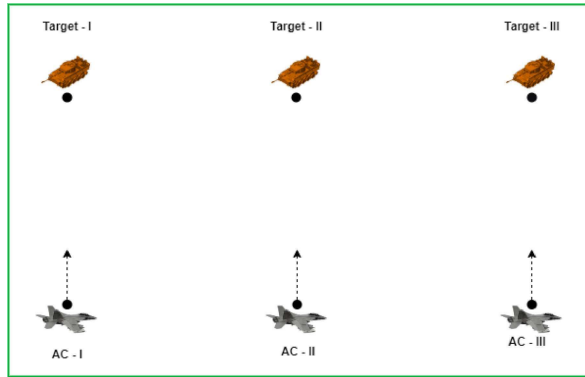 Target - I
Target - II
Target - III
AC - I
AC - II
AC - III